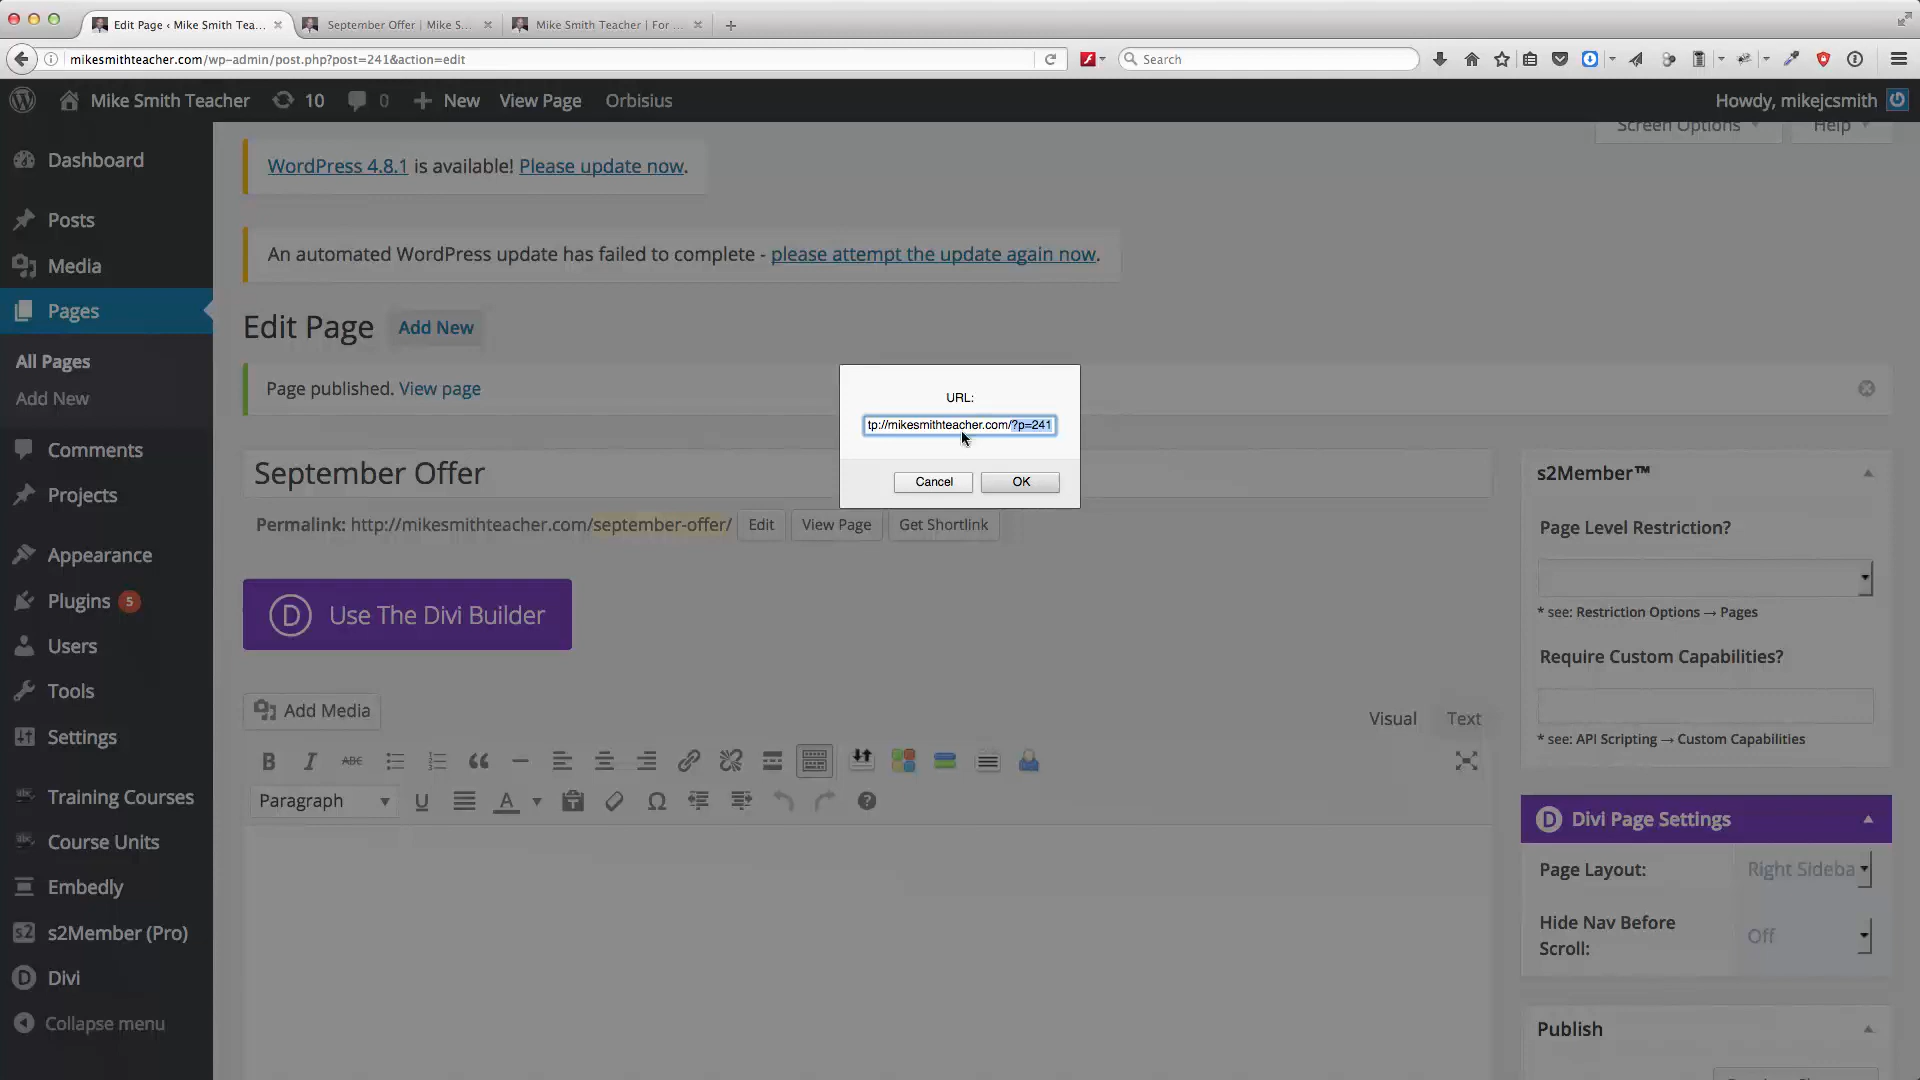 Edit Page ‹ Mike Smith Tea...
September Offer | Mike S...
Mike Smith Teacher | For ...
mikesmithteacher.com/wp-admin/post.php?post=241&action=edit
Search
Mike Smith Teacher
10
0
New
View Page
Orbisius
Howdy, mikejcsmith
Screen Options
Help
Dashboard
Posts
Media
Pages
All Pages
Add New
Comments
Projects
Appearance
Plugins 5
Users
Tools
Settings
Training Courses
Course Units
Embedly
s2 s2Member (Pro)
D Divi
Collapse menu
WordPress 4.8.1 is available! Please update now.
An automated WordPress update has failed to complete - please attempt the update again now.
Edit Page Add New
Page published. View page
URL:
tp://mikesmithteacher.com/?p=241
Cancel OK
September Offer
Permalink: http://mikesmithteacher.com/september-offer/ Edit View Page Get Shortlink
D Use The Divi Builder
Add Media
Visual Text
B I ABC
Paragraph U A Ω
s2Member™
Page Level Restriction?
* see: Restriction Options → Pages
Require Custom Capabilities?
* see: API Scripting → Custom Capabilities
D Divi Page Settings
Page Layout: Right Sideba
Hide Nav Before
Scroll:
Off
Publish